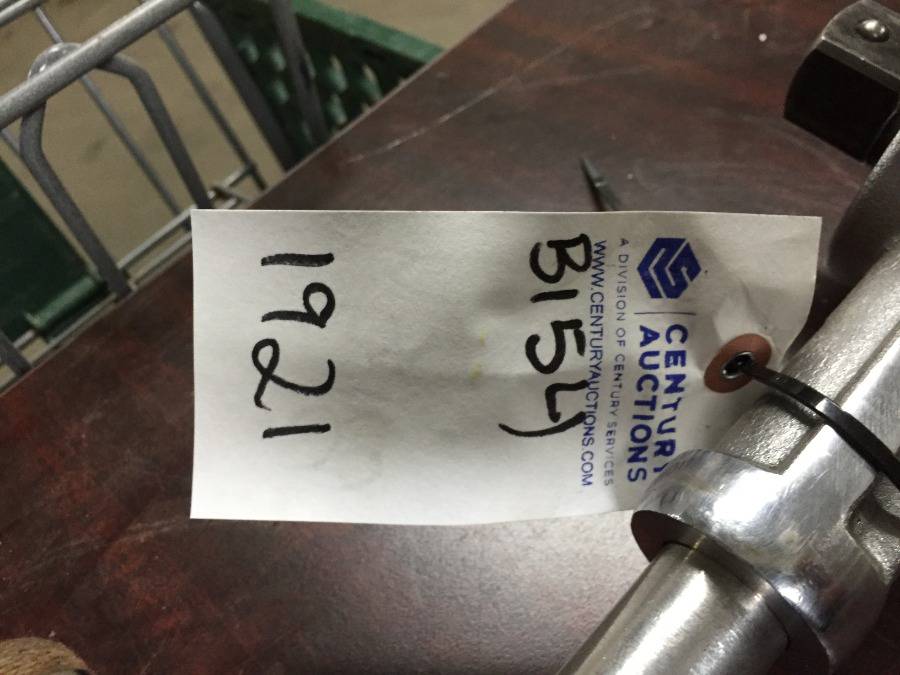 CENTURY
AUCTIONS
A DIVISION OF CENTURY SERVICES
WWW.CENTURYAUCTIONS.COM
B154
1921